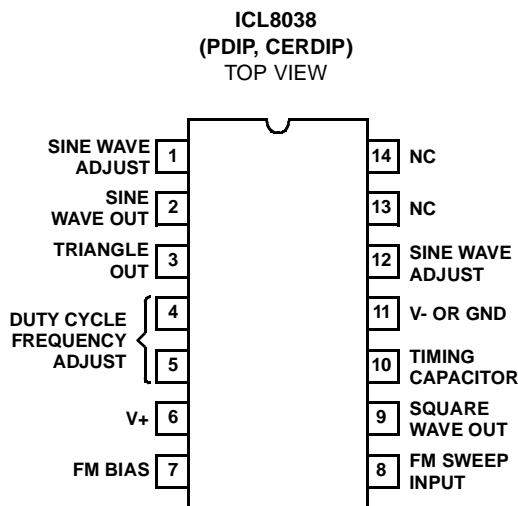 ICL8038
(PDIP, CERDIP)
TOP VIEW
SINE WAVE
ADJUST
1
SINE
WAVE OUT
2
TRIANGLE
OUT
3
DUTY CYCLE
FREQUENCY
ADJUST
4
5
V+
6
FM BIAS
7
14
NC
13
NC
12
SINE WAVE
ADJUST
11
V- OR GND
10
TIMING
CAPACITOR
9
SQUARE
WAVE OUT
8
FM SWEEP
INPUT